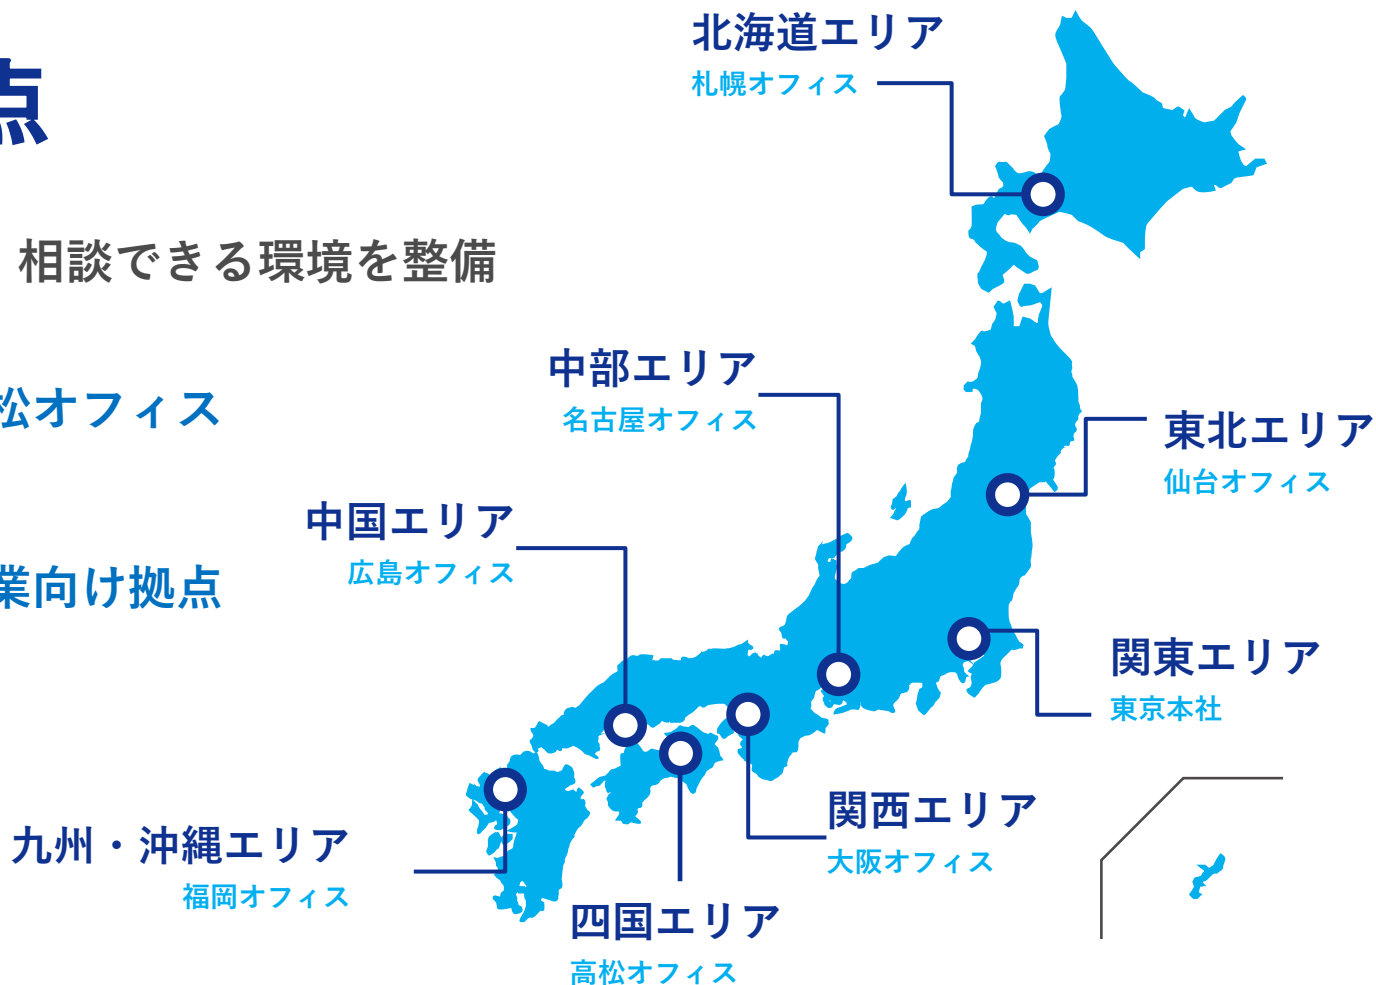 点
相談できる環境を整備
松オフィス
業向け拠点
北海道エリア
札幌オフィス
中部エリア
名古屋オフィス
東北エリア
仙台オフィス
中国エリア
広島オフィス
関東エリア
東京本社
関西エリア
大阪オフィス
九州・沖縄エリア
福岡オフィス
四国エリア
高松オフィス